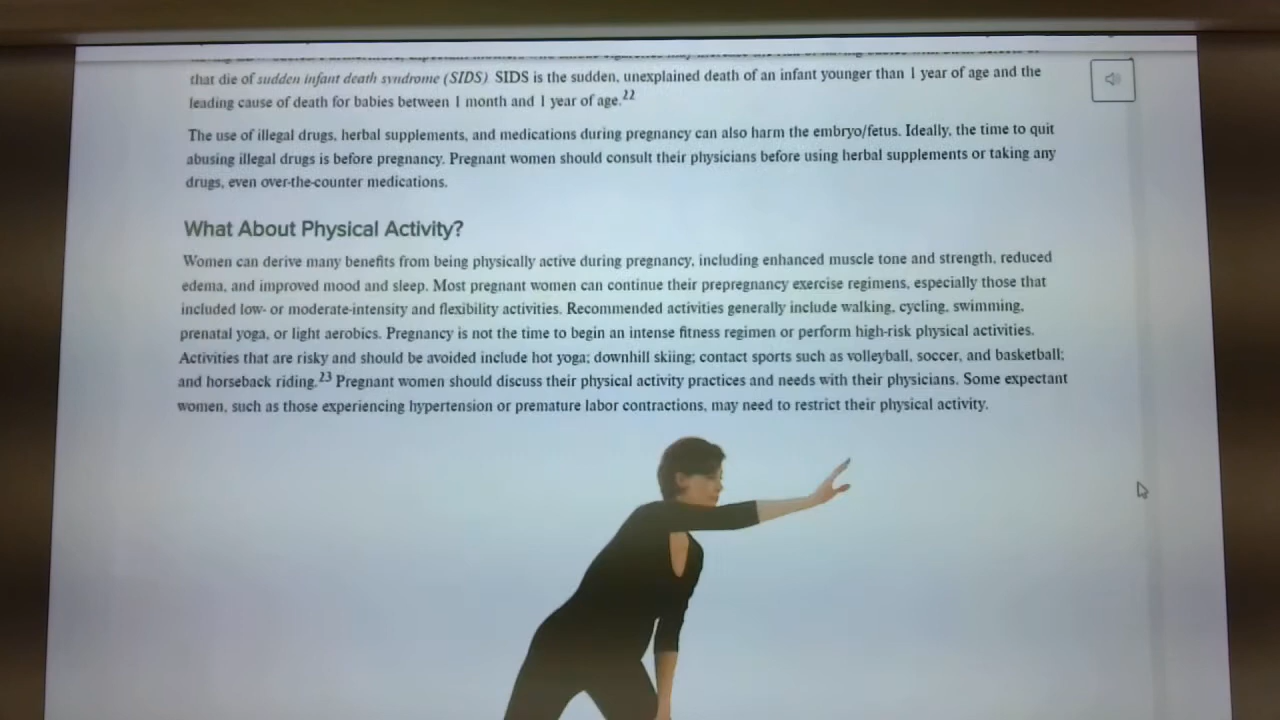 that die of sudden infant death syndrome (SIDS) SIDS is the sudden, unexplained death of an infant younger than 1 year of age and the
leading cause of death for babies between 1 month and 1 year of age.22
The use of illegal drugs, herbal supplements, and medications during pregnancy can also harm the embryo/fetus. Ideally, the time to quit
abusing illegal drugs is before pregnancy. Pregnant women should consult their physicians before using herbal supplements or taking any
drugs, even over-the-counter medications.
What About Physical Activity?
Women can derive many benefits from being physically active during pregnancy, including enhanced muscle tone and strength, reduced
edema, and improved mood and sleep. Most pregnant women can continue their prepregnancy exercise regimens, especially those that
included low- or moderate-intensity and flexibility activities. Recommended activities generally include walking, cycling, swimming,
prenatal yoga, or light aerobics. Pregnancy is not the time to begin an intense fitness regimen or perform high-risk physical activities.
Activities that are risky and should be avoided include hot yoga; downhill skiing; contact sports such as volleyball, soccer, and basketball;
and horseback riding.23 Pregnant women should discuss their physical activity practices and needs with their physicians. Some expectant
women, such as those experiencing hypertension or premature labor contractions, may need to restrict their physical activity.